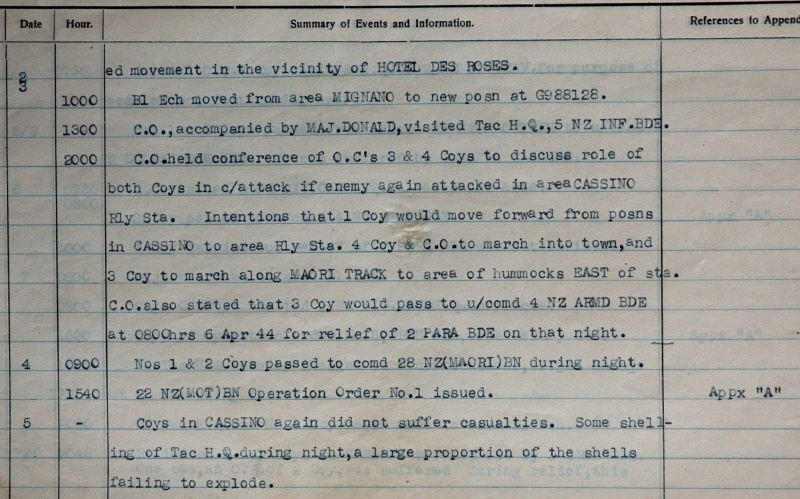 Date Hour. Summary of Events and Information. References to Append
ed movement in the vicinity of HOTEL DES ROSES.
3
1000 B1 Ech moved from area MIGNANO to new posn at G988128.
1300 C.O.,accompanied by MAJ.DONALD,visited Tac H.Q.,5 NZ INF.BDE.
2000 C.O.held conference of O.C's 3 & 4 Coys to discuss role of
both Coys in c/attack if enemy again attacked in areaCASSINO
Rly Sta. Intentions that 1 Coy would move forward from posns
in CASSINO to area Rly Sta. 4 Coy & C.O.to march into town,and
3 Coy to march along MAORI TRACK to area of hummocks EAST of sta.
C.O.also stated that 3 Coy would pass to u/comd 4 NZ ARMD BDE
at 0800hrs 6 Apr 44 for relief of 2 PARA BDE on that night.
4 0900 Nos 1 & 2 Coys passed to comd 28 NZ(MAORI)BN during night.
1540 22 NZ(MOT)BN Operation Order No.1 issued. Appx "A"
5 - Coys in CASSINO again did not suffer casualties. Some shell-
ing of Tac H.Q.during night,a large proportion of the shells
failing to explode.